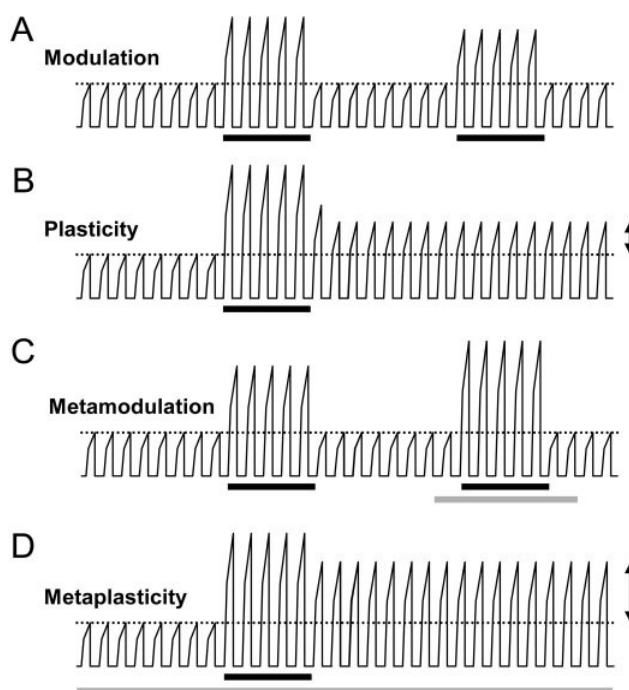 A
Modulation
B
Plasticity
C
Metamodulation
D
Metaplasticity